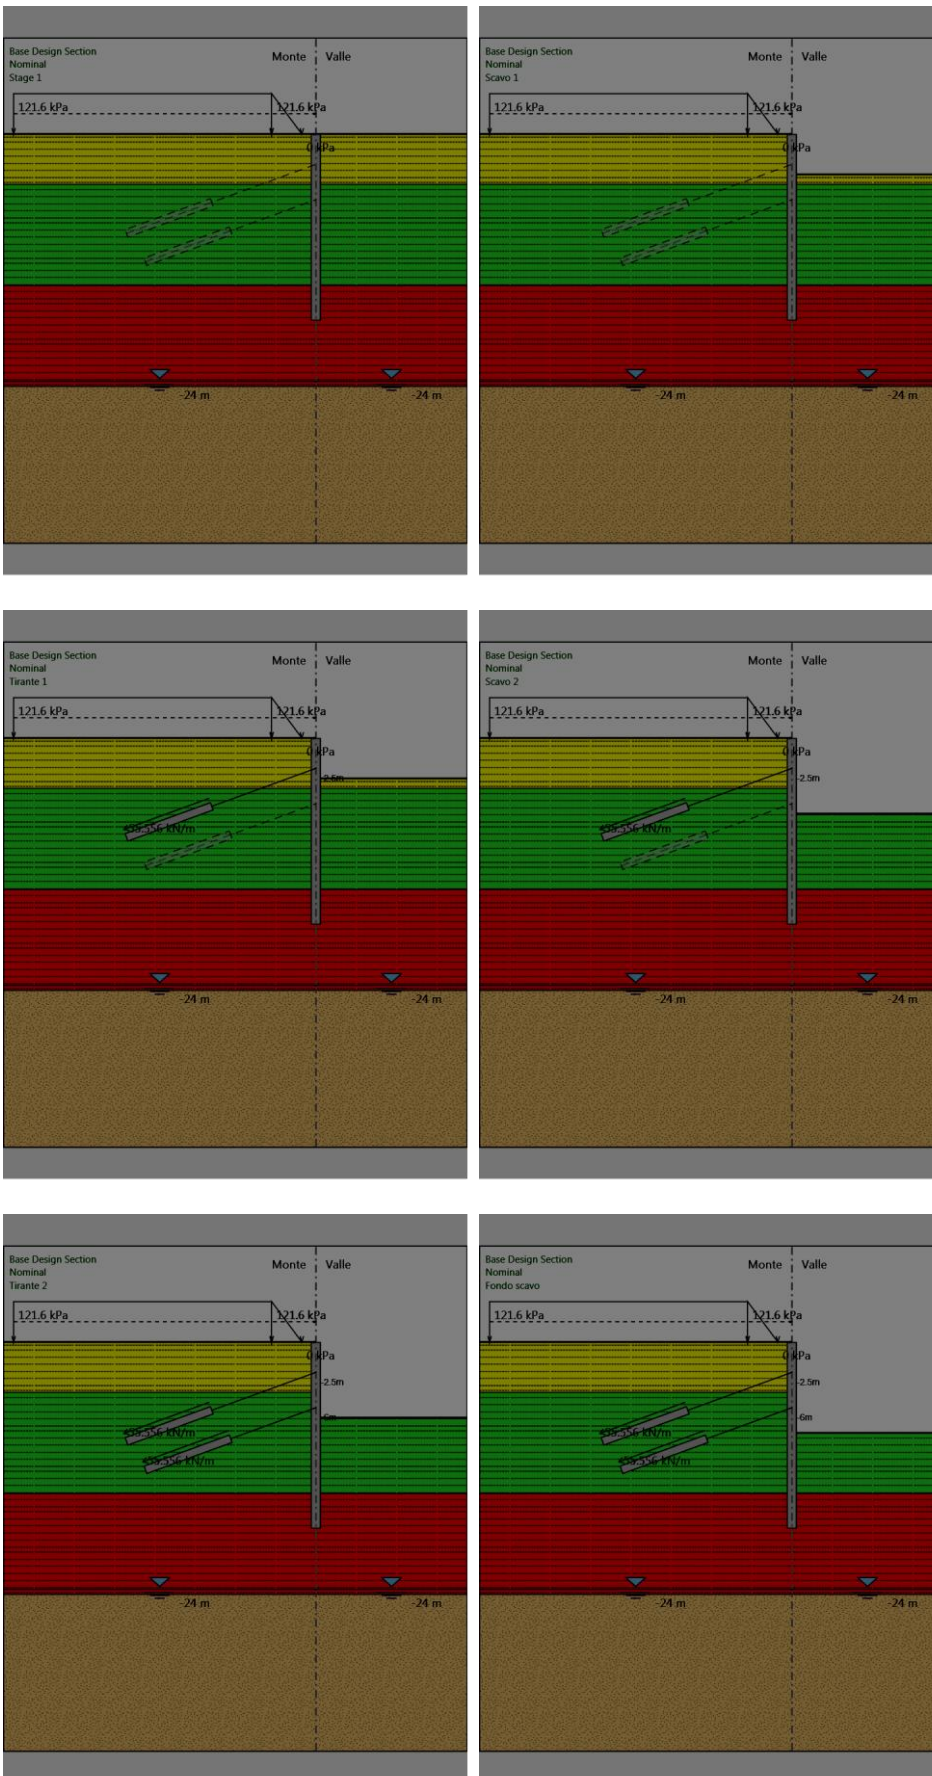 Base Design Section
Nominal
Stage 1
Monte Valle
121.6 kPa 121.6 kPa
0 kPa
-24 m -24 m
Base Design Section
Nominal
Scavo 1
Monte Valle
121.6 kPa 121.6 kPa
0 kPa
-24 m -24 m
Base Design Section
Nominal
Tirante 1
Monte Valle
121.6 kPa 121.6 kPa
0 kPa
-2.5m
kN/m
-24 m -24 m
Base Design Section
Nominal
Scavo 2
Monte Valle
121.6 kPa 121.6 kPa
0 kPa
-2.5m
kN/m
-24 m -24 m
Base Design Section
Nominal
Tirante 2
Monte Valle
121.6 kPa 121.6 kPa
0 kPa
-2.5m
-6m
kN/m
kN/m
-24 m -24 m
Base Design Section
Nominal
Fondo scavo
Monte Valle
121.6 kPa 121.6 kPa
0 kPa
-2.5m
-6m
kN/m
kN/m
-24 m -24 m